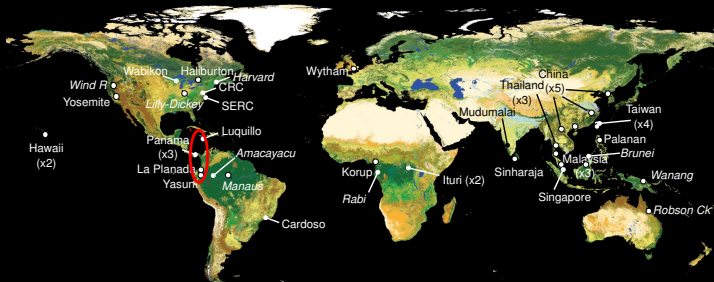 Wabikon
Haliburton
Harvard
Wind R
CRC
Yosemite
Lilly-Dickey
SERC
Wytham
China
(x5)
Thailand
(x3)
Mudumalai
Taiwan
(x4)
Hawaii
(x2)
Panama
(x3)
Luquillo
Amacayacu
La Planada
Yasuni
Manaus
Cardoso
Korup
Rabi
Ituri (x2)
Sinharaja
Palanan
Malaysia
(x3)
Brunei
Singapore
Wanang
Robson Ck